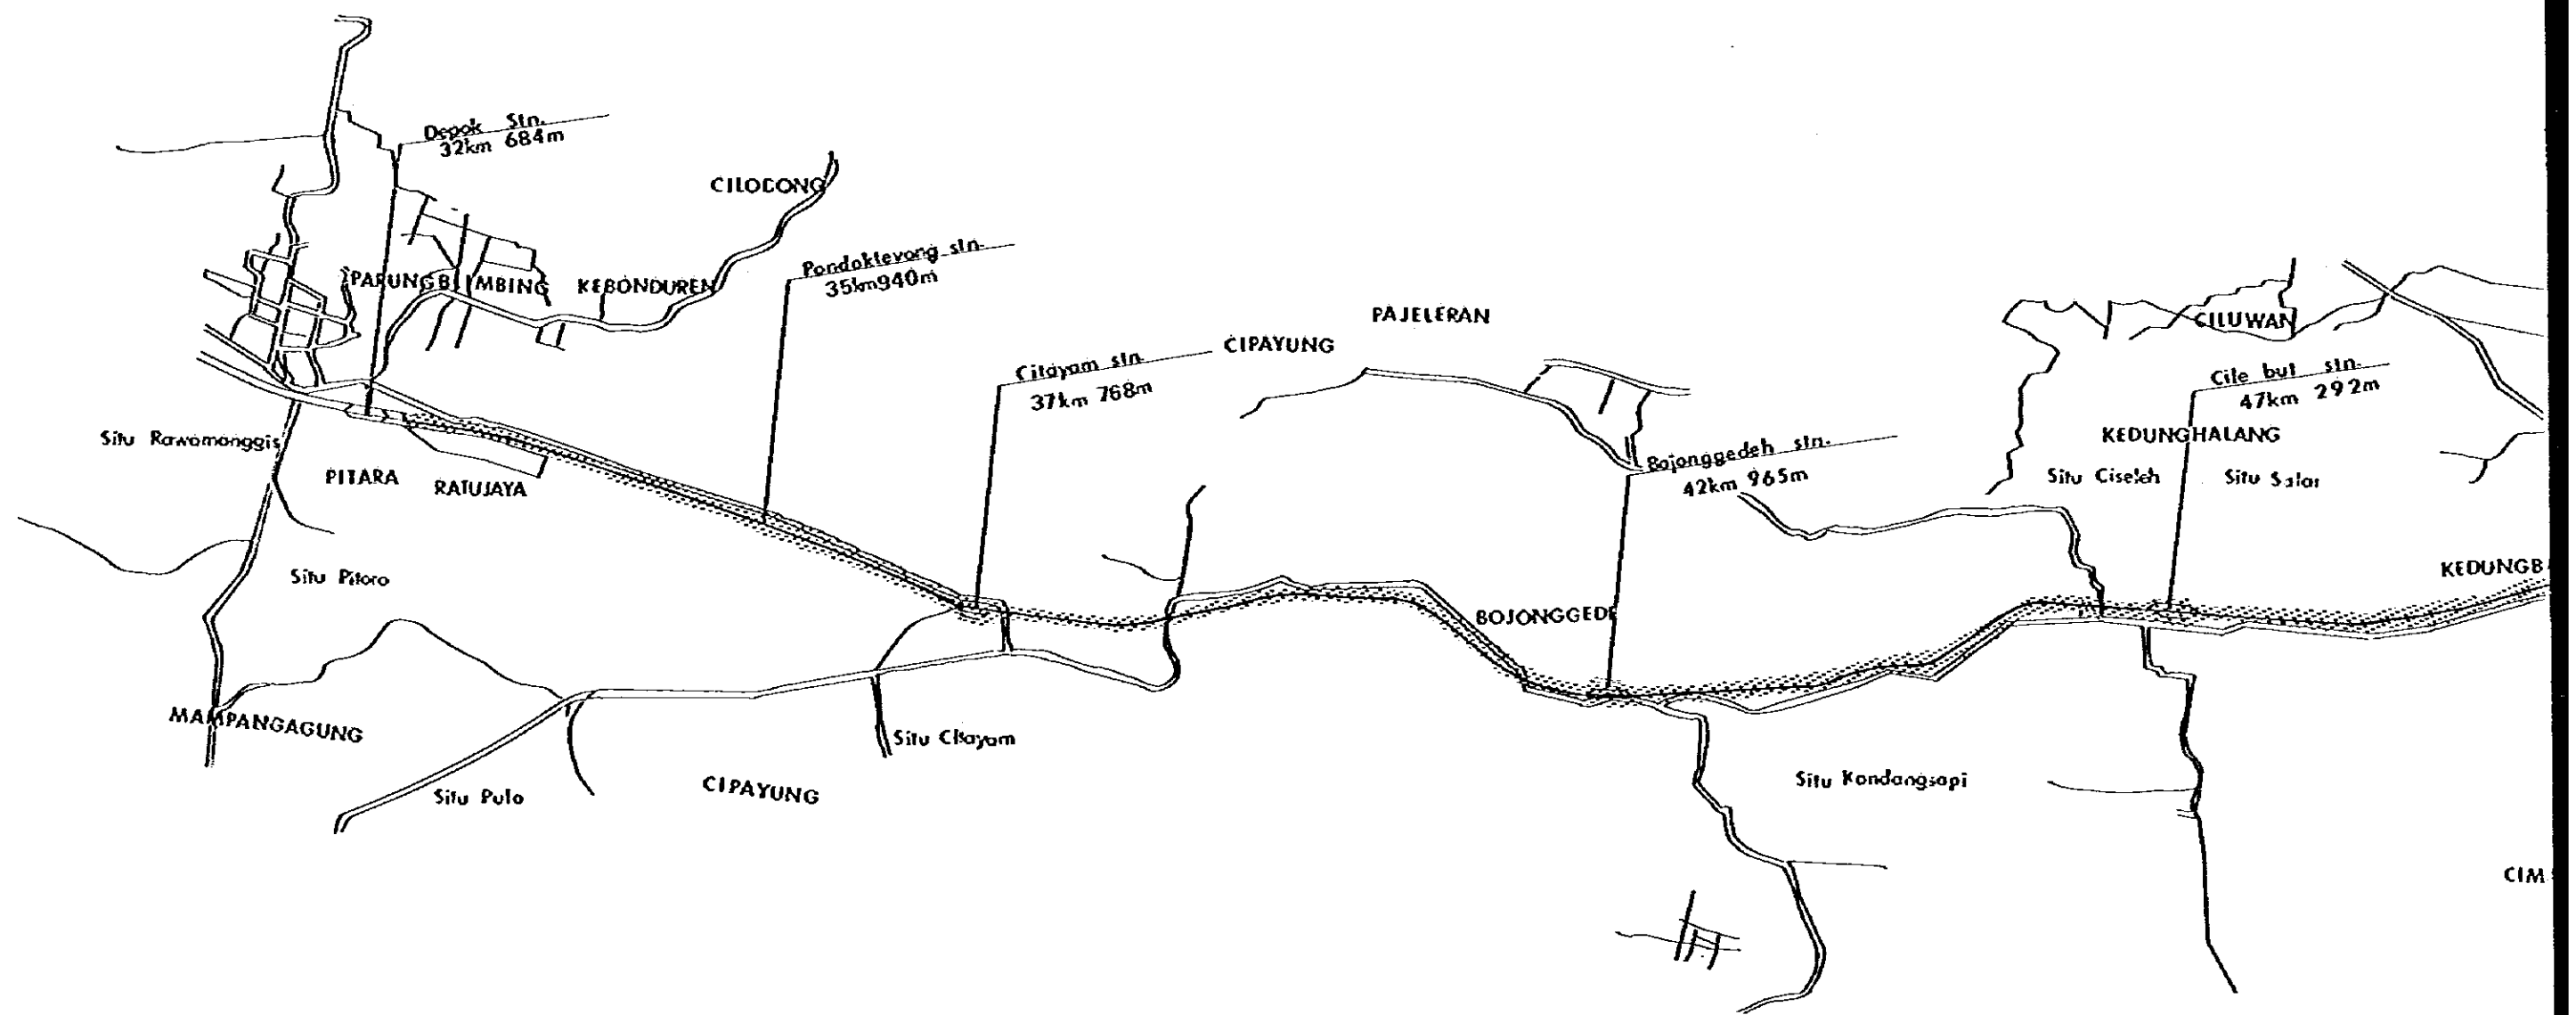 Depok Stn.
32km 684m
CILODONG
Pondokterong stn.
35km940m
PARUNGBLIMBING
KEBONDUREN
PAJELERAN
CIPAYUNG
Citayam stn.
37km 768m
CILUWAN
Cile but stn.
47km 292m
Situ Rawamanggis
PITARA
RATUJAYA
KEDUNGHALANG
Bojonggedeh stn.
42km 965m
Situ Ciseleh
Situ Salar
Situ Pitoro
KEDUNGB
BOJONGGEDE
MAMPANGAGUNG
Situ Citayam
Situ Pulo
CIPAYUNG
Situ Kondangsapi
CIM